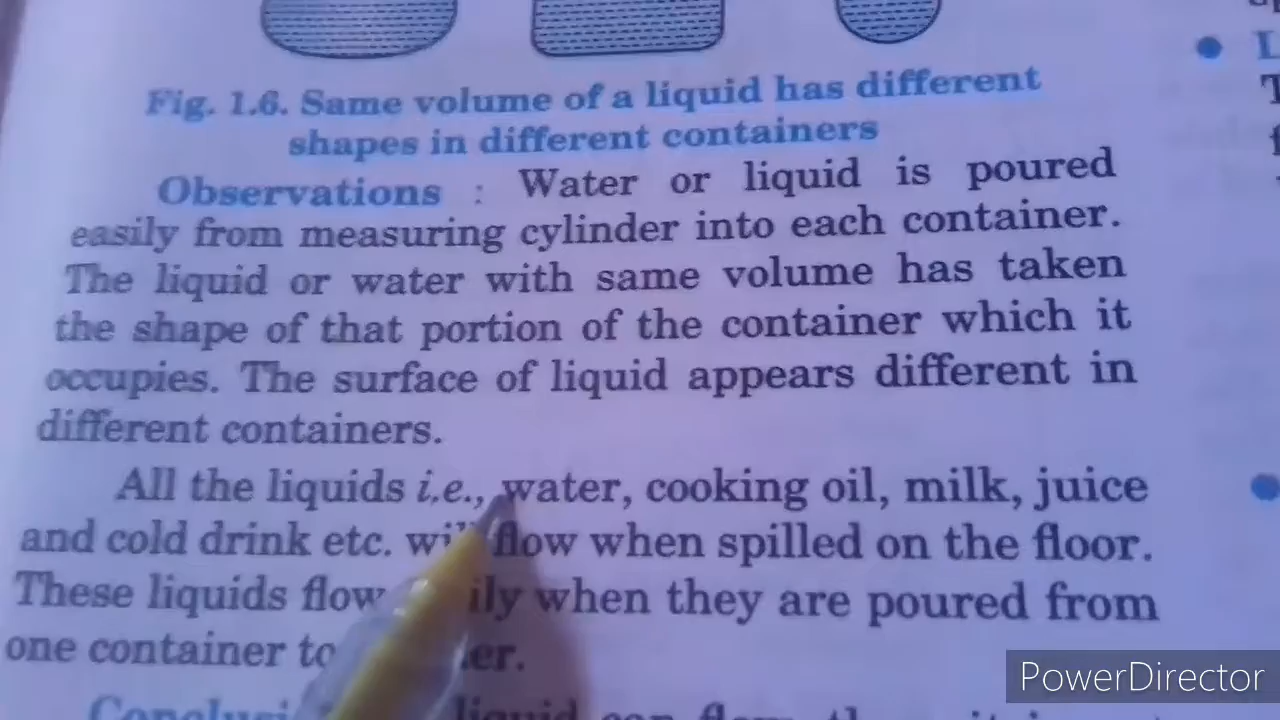 Fig. 1.6. Same volume of a liquid has different
shapes in different containers
Observations : Water or liquid is poured
easily from measuring cylinder into each container.
The liquid or water with same volume has taken
the shape of that portion of the container which it
occupies. The surface of liquid appears different in
different containers.
All the liquids i.e., water, cooking oil, milk, juice
and cold drink etc. will flow when spilled on the floor.
These liquids flow when they are poured from
one container to
liquid can flow
PowerDirector